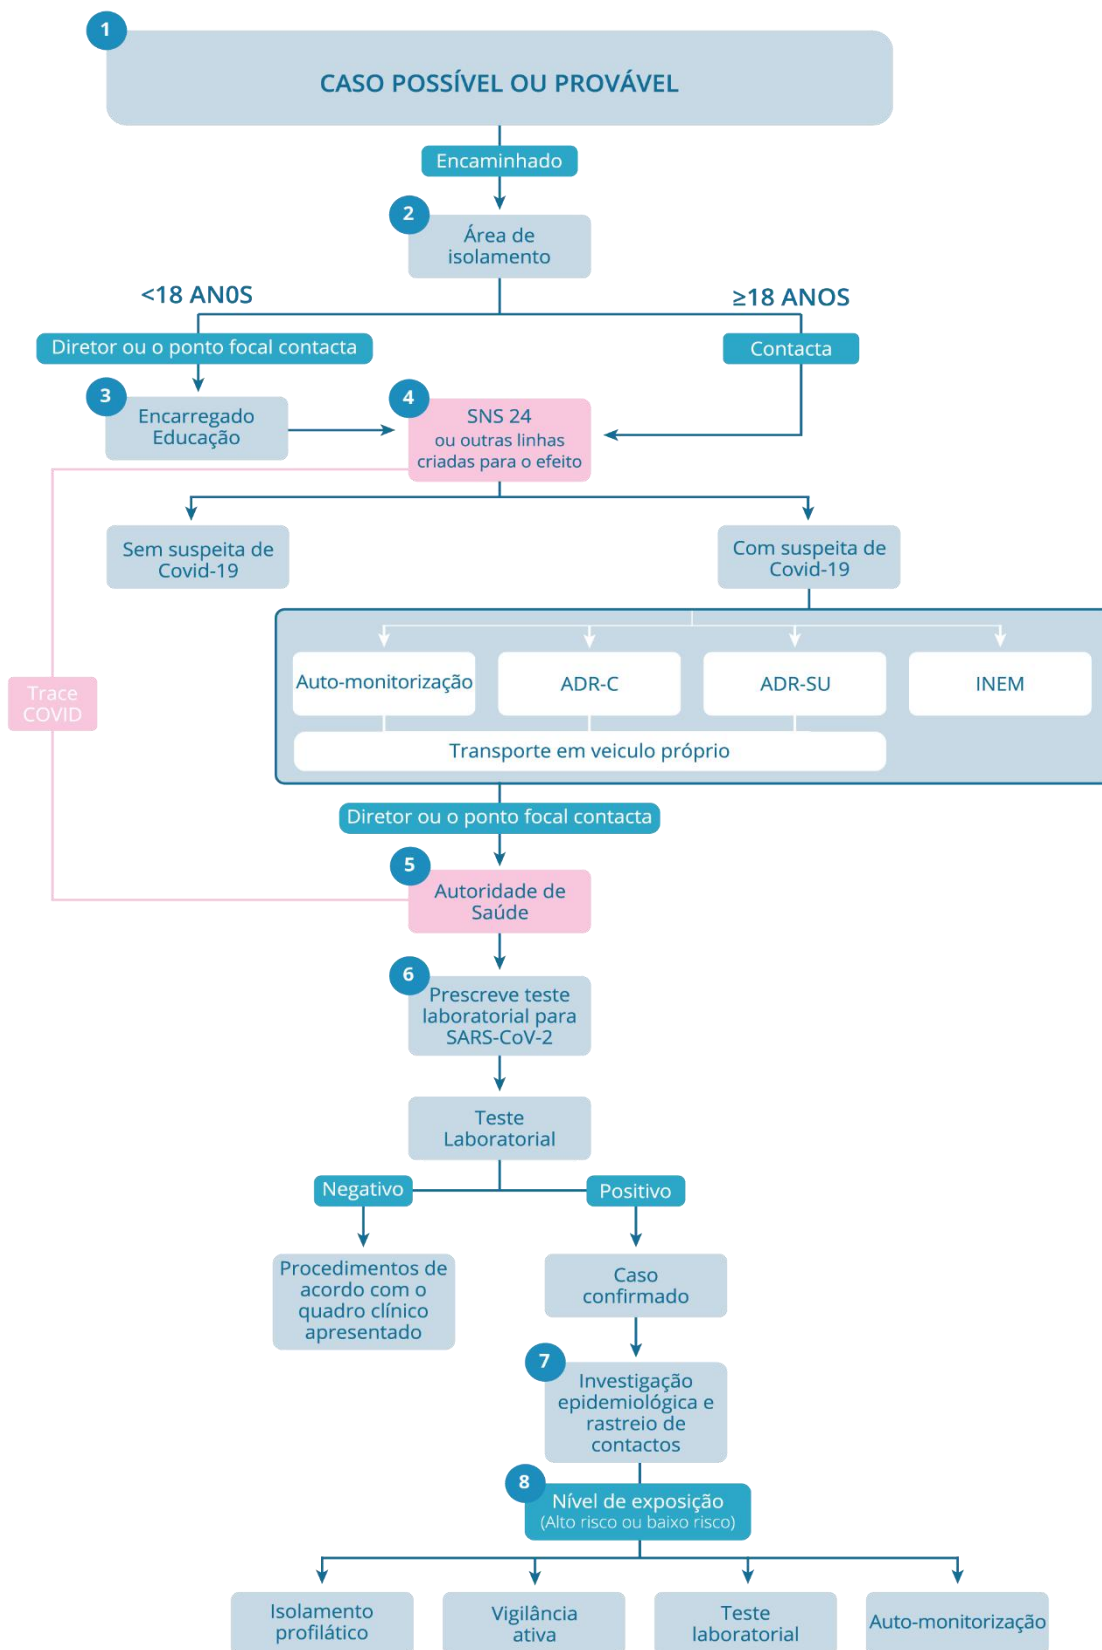 1
CASO POSSÍVEL OU PROVÁVEL
Encaminhado
2
Área de
isolamento
<18 AN0S
≥18 ANOS
Diretor ou o ponto focal contacta
Contacta
3
Encarregado
Educação
4
SNS 24
ou outras linhas
criadas para o efeito
Sem suspeita de
Covid-19
Com suspeita de
Covid-19
Trace
COVID
Auto-monitorização
ADR-C
ADR-SU
INEM
Transporte em veiculo próprio
Diretor ou o ponto focal contacta
5
Autoridade de
Saúde
6
Prescreve teste
laboratorial para
SARS-CoV-2
Teste
Laboratorial
Negativo
Positivo
Procedimentos de
acordo com o
quadro clínico
apresentado
Caso
confirmado
7
Investigação
epidemiológica e
rastreio de
contactos
8
Nível de exposição
(Alto risco ou baixo risco)
Isolamento
profilático
Vigilância
ativa
Teste
laboratorial
Auto-monitorização